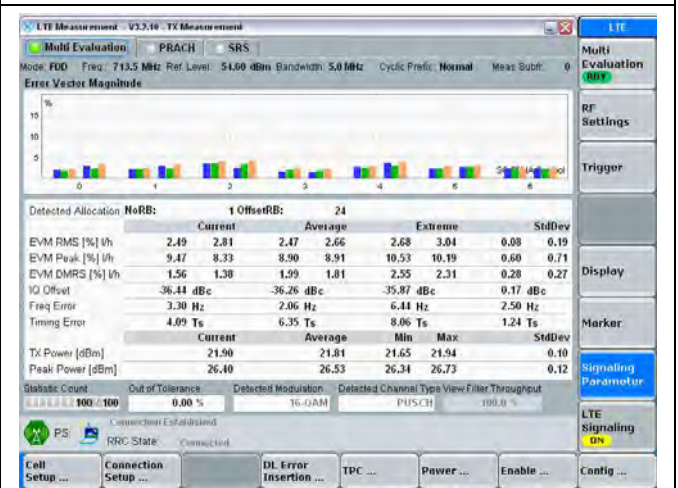 LTE Measurement - V3.2.10 - TX Measurement
LTE
Multi Evaluation PRACH SRS
Mode: FDD Freq.: 713.5 MHz Ref. Level: 54.00 dBm Bandwidth: 5.0 MHz Cyclic Prefix: Normal Meas Subfr.: 0
Multi Evaluation
RDY
Error Vector Magnitude
%
15
10
5
0 1 2 3 4 5 6
RF Settings
Trigger
Detected Allocation NoRB: 1 OffsetRB: 24
Current Average Extreme StdDev
EVM RMS [%] l/h 2.49 2.81 2.47 2.66 2.68 3.04 0.08 0.19
EVM Peak [%] l/h 9.47 8.33 8.90 8.91 10.53 10.19 0.60 0.71
EVM DMRS [%] l/h 1.56 1.38 1.99 1.81 2.55 2.31 0.28 0.27
IQ Offset -36.44 dBc -36.26 dBc -35.87 dBc 0.17 dBc
Freq Error 3.30 Hz 2.06 Hz 6.44 Hz 2.50 Hz
Timing Error 4.09 Ts 6.35 Ts 8.06 Ts 1.24 Ts
Current Average Min Max StdDev
TX Power [dBm] 21.90 21.81 21.65 21.94 0.10
Peak Power [dBm] 26.40 26.53 26.34 26.73 0.12
Display
Marker
Signaling Parameter
Statistic Count Out of Tolerance Detected Modulation Detected Channel Type View Filter Throughput
100 / 100 0.00 % 16-QAM PUSCH 100.0 %
PS Connection Established
RRC State: Connected
LTE Signaling
ON
Cell Setup ... Connection Setup ... DL Error Insertion ... TPC ... Power ... Enable ... Config ...